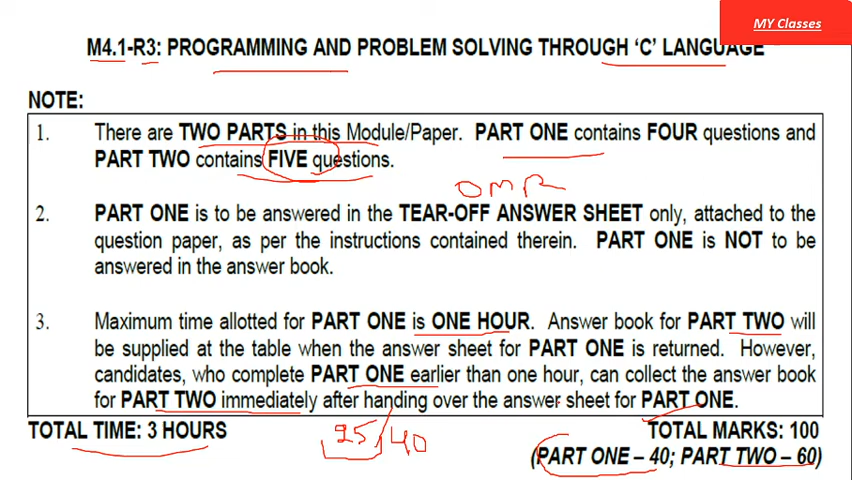 MY Classes
M4.1-R3: PROGRAMMING AND PROBLEM SOLVING THROUGH ‘C’ LANGUAGE
NOTE:
1. There are TWO PARTS in this Module/Paper. PART ONE contains FOUR questions and
PART TWO contains FIVE questions.
OMR
2. PART ONE is to be answered in the TEAR-OFF ANSWER SHEET only, attached to the
question paper, as per the instructions contained therein. PART ONE is NOT to be
answered in the answer book.
3. Maximum time allotted for PART ONE is ONE HOUR. Answer book for PART TWO will
be supplied at the table when the answer sheet for PART ONE is returned. However,
candidates, who complete PART ONE earlier than one hour, can collect the answer book
for PART TWO immediately after handing over the answer sheet for PART ONE.
TOTAL TIME: 3 HOURS
TOTAL MARKS: 100
25/40
(PART ONE – 40; PART TWO – 60)